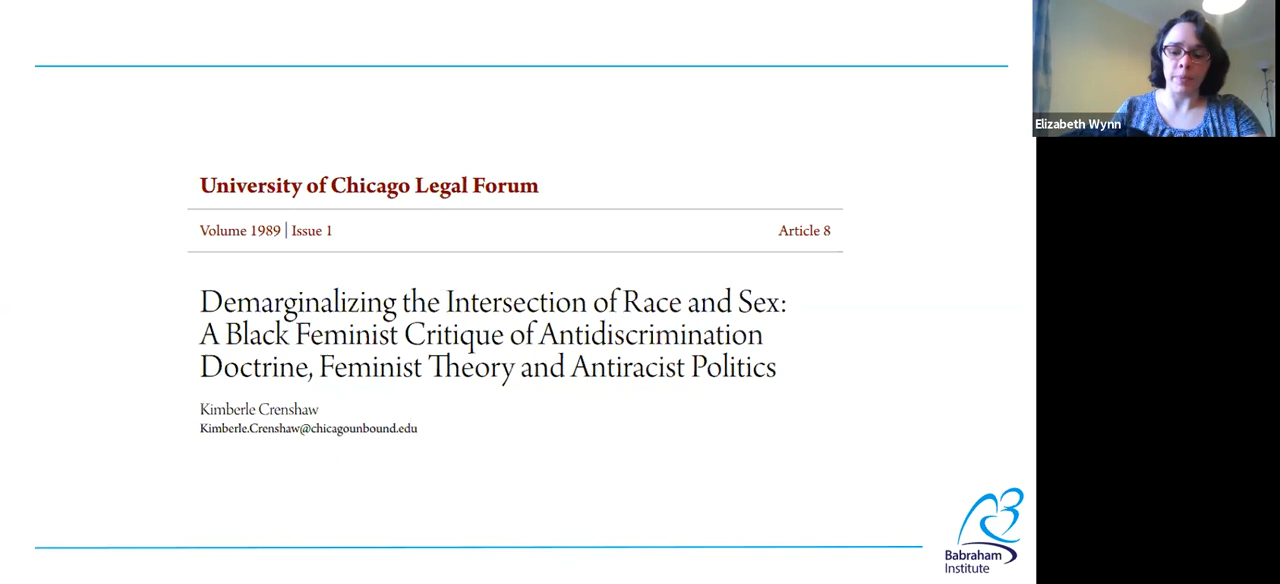 University of Chicago Legal Forum
Volume 1989 | Issue 1
Article 8
Demarginalizing the Intersection of Race and Sex:
A Black Feminist Critique of Antidiscrimination
Doctrine, Feminist Theory and Antiracist Politics
Kimberle Crenshaw
Kimberle.Crenshaw@chicagounbound.edu
Babraham
Institute
Elizabeth Wynn